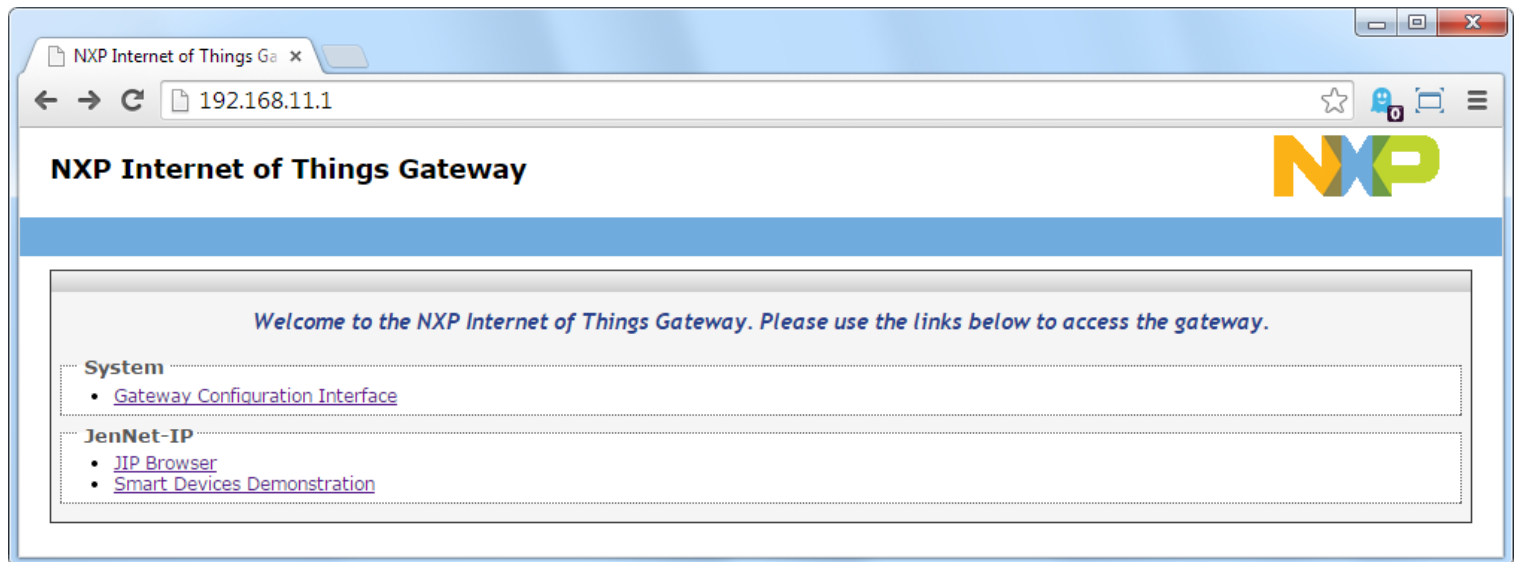 NXP Internet of Things Ga
192.168.11.1
0
NXP Internet of Things Gateway
NXP
Welcome to the NXP Internet of Things Gateway. Please use the links below to access the gateway.
System
Gateway Configuration Interface
JenNet-IP
JIP Browser
Smart Devices Demonstration